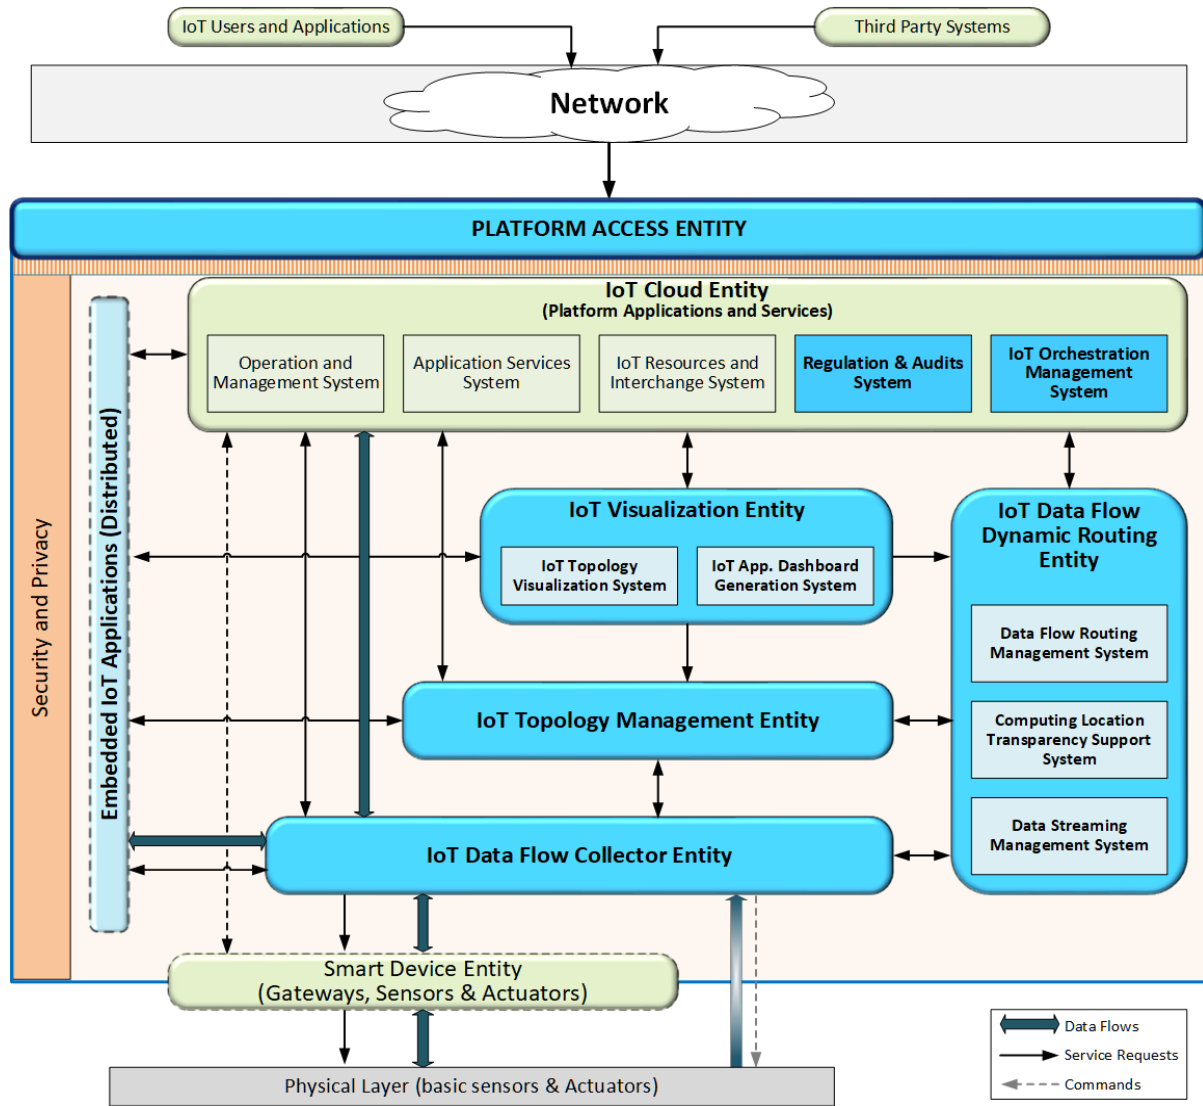 IoT Users and Applications
Third Party Systems
Network
PLATFORM ACCESS ENTITY
Security and Privacy
Embedded IoT Applications (Distributed)
IoT Cloud Entity
(Platform Applications and Services)
Operation and
Management System
Application Services
System
IoT Resources and
Interchange System
Regulation & Audits
System
IoT Orchestration
Management
System
IoT Visualization Entity
IoT Topology
Visualization System
IoT App. Dashboard
Generation System
IoT Data Flow
Dynamic Routing
Entity
Data Flow Routing
Management System
Computing Location
Transparency Support
System
Data Streaming
Management System
IoT Topology Management Entity
IoT Data Flow Collector Entity
Smart Device Entity
(Gateways, Sensors & Actuators)
Physical Layer (basic sensors & Actuators)
Data Flows
Service Requests
Commands